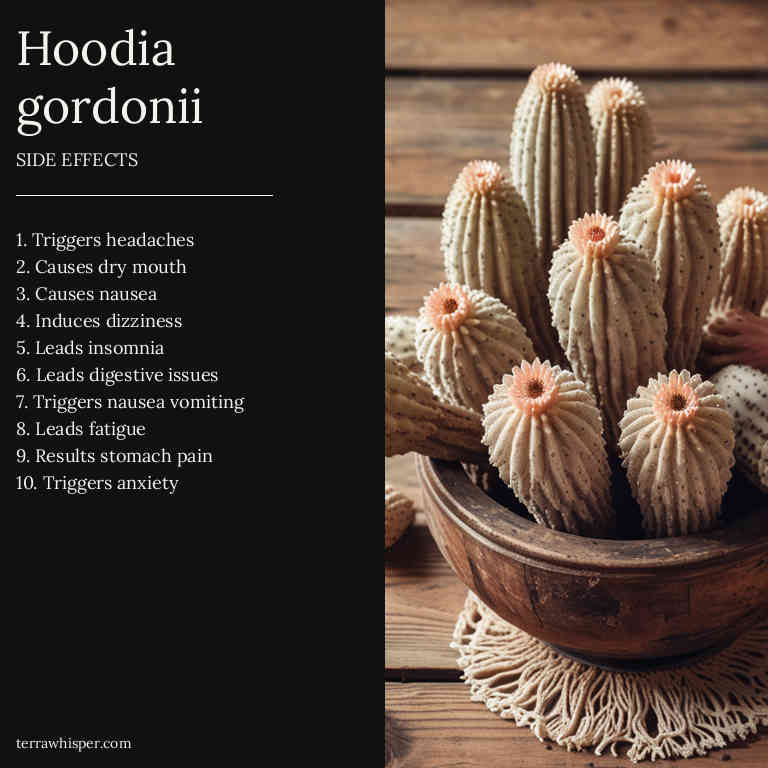 Hoodia
gordonii
SIDE EFFECTS
1. Triggers headaches
2. Causes dry mouth
3. Causes nausea
4. Induces dizziness
5. Leads insomnia
6. Leads digestive issues
7. Triggers nausea vomiting
8. Leads fatigue
9. Results stomach pain
10. Triggers anxiety
terrawhisper.com